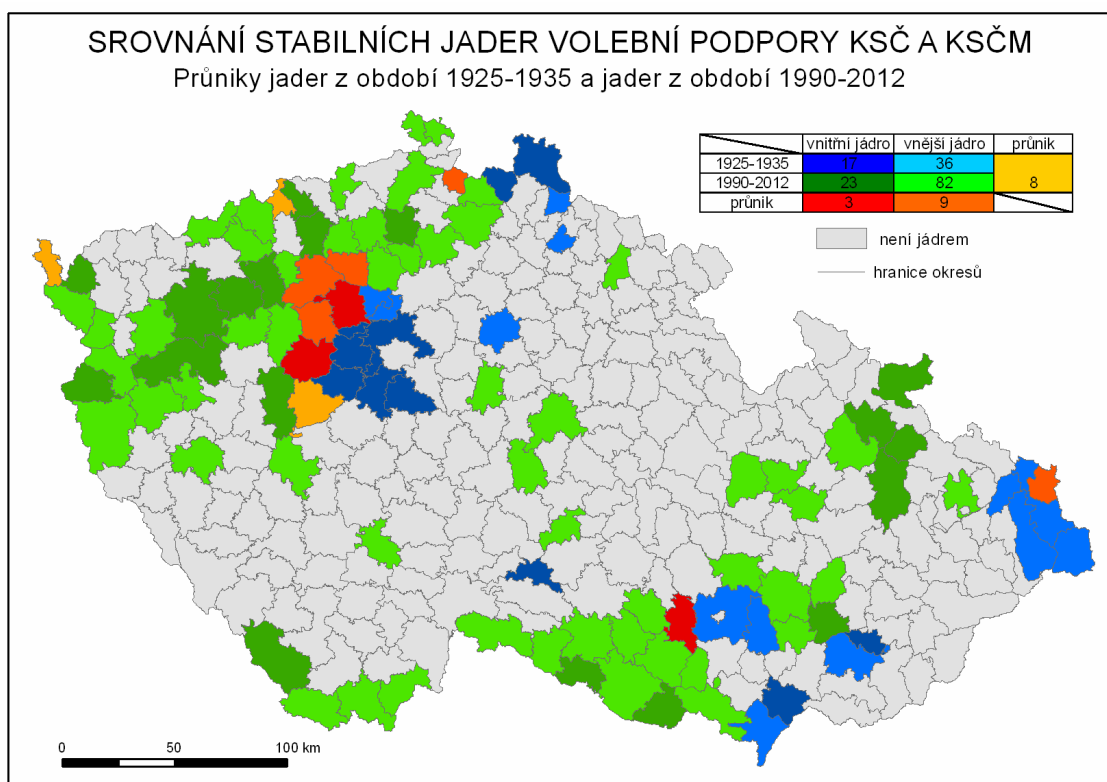 SROVNÁNÍ STABILNÍCH JADER VOLEBNÍ PODPORY KSČ A KSČM
Průniky jader z období 1925-1935 a jader z období 1990-2012
vnitřní jádro vnější jádro průnik
1925-1935 17 36
1990-2012 23 82 8
průnik 3 9
není jádrem
hranice okresů
0 50 100 km